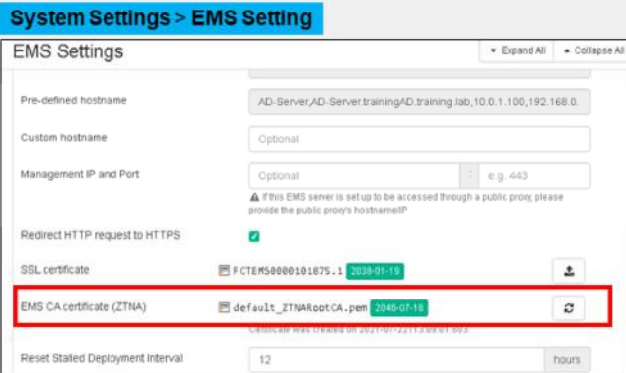 System Settings > EMS Setting
EMS Settings
Expand All
Collapse All
Pre-defined hostname
AD-Server,AD-Server.trainingAD.training.lab,10.0.1.100,192.168.0.
Custom hostname
Optional
Management IP and Port
Optional
:
e.g. 443
If this EMS server is set up to be accessed through a public proxy, please
provide the public proxy's hostname/IP
Redirect HTTP request to HTTPS
SSL certificate
FCTEMS0000101875.1 2038-01-19
EMS CA certificate (ZTNA)
default_ZTNARootCA.pem 2046-07-16
Certificate was created on
Reset Stalled Deployment Interval
12
hours